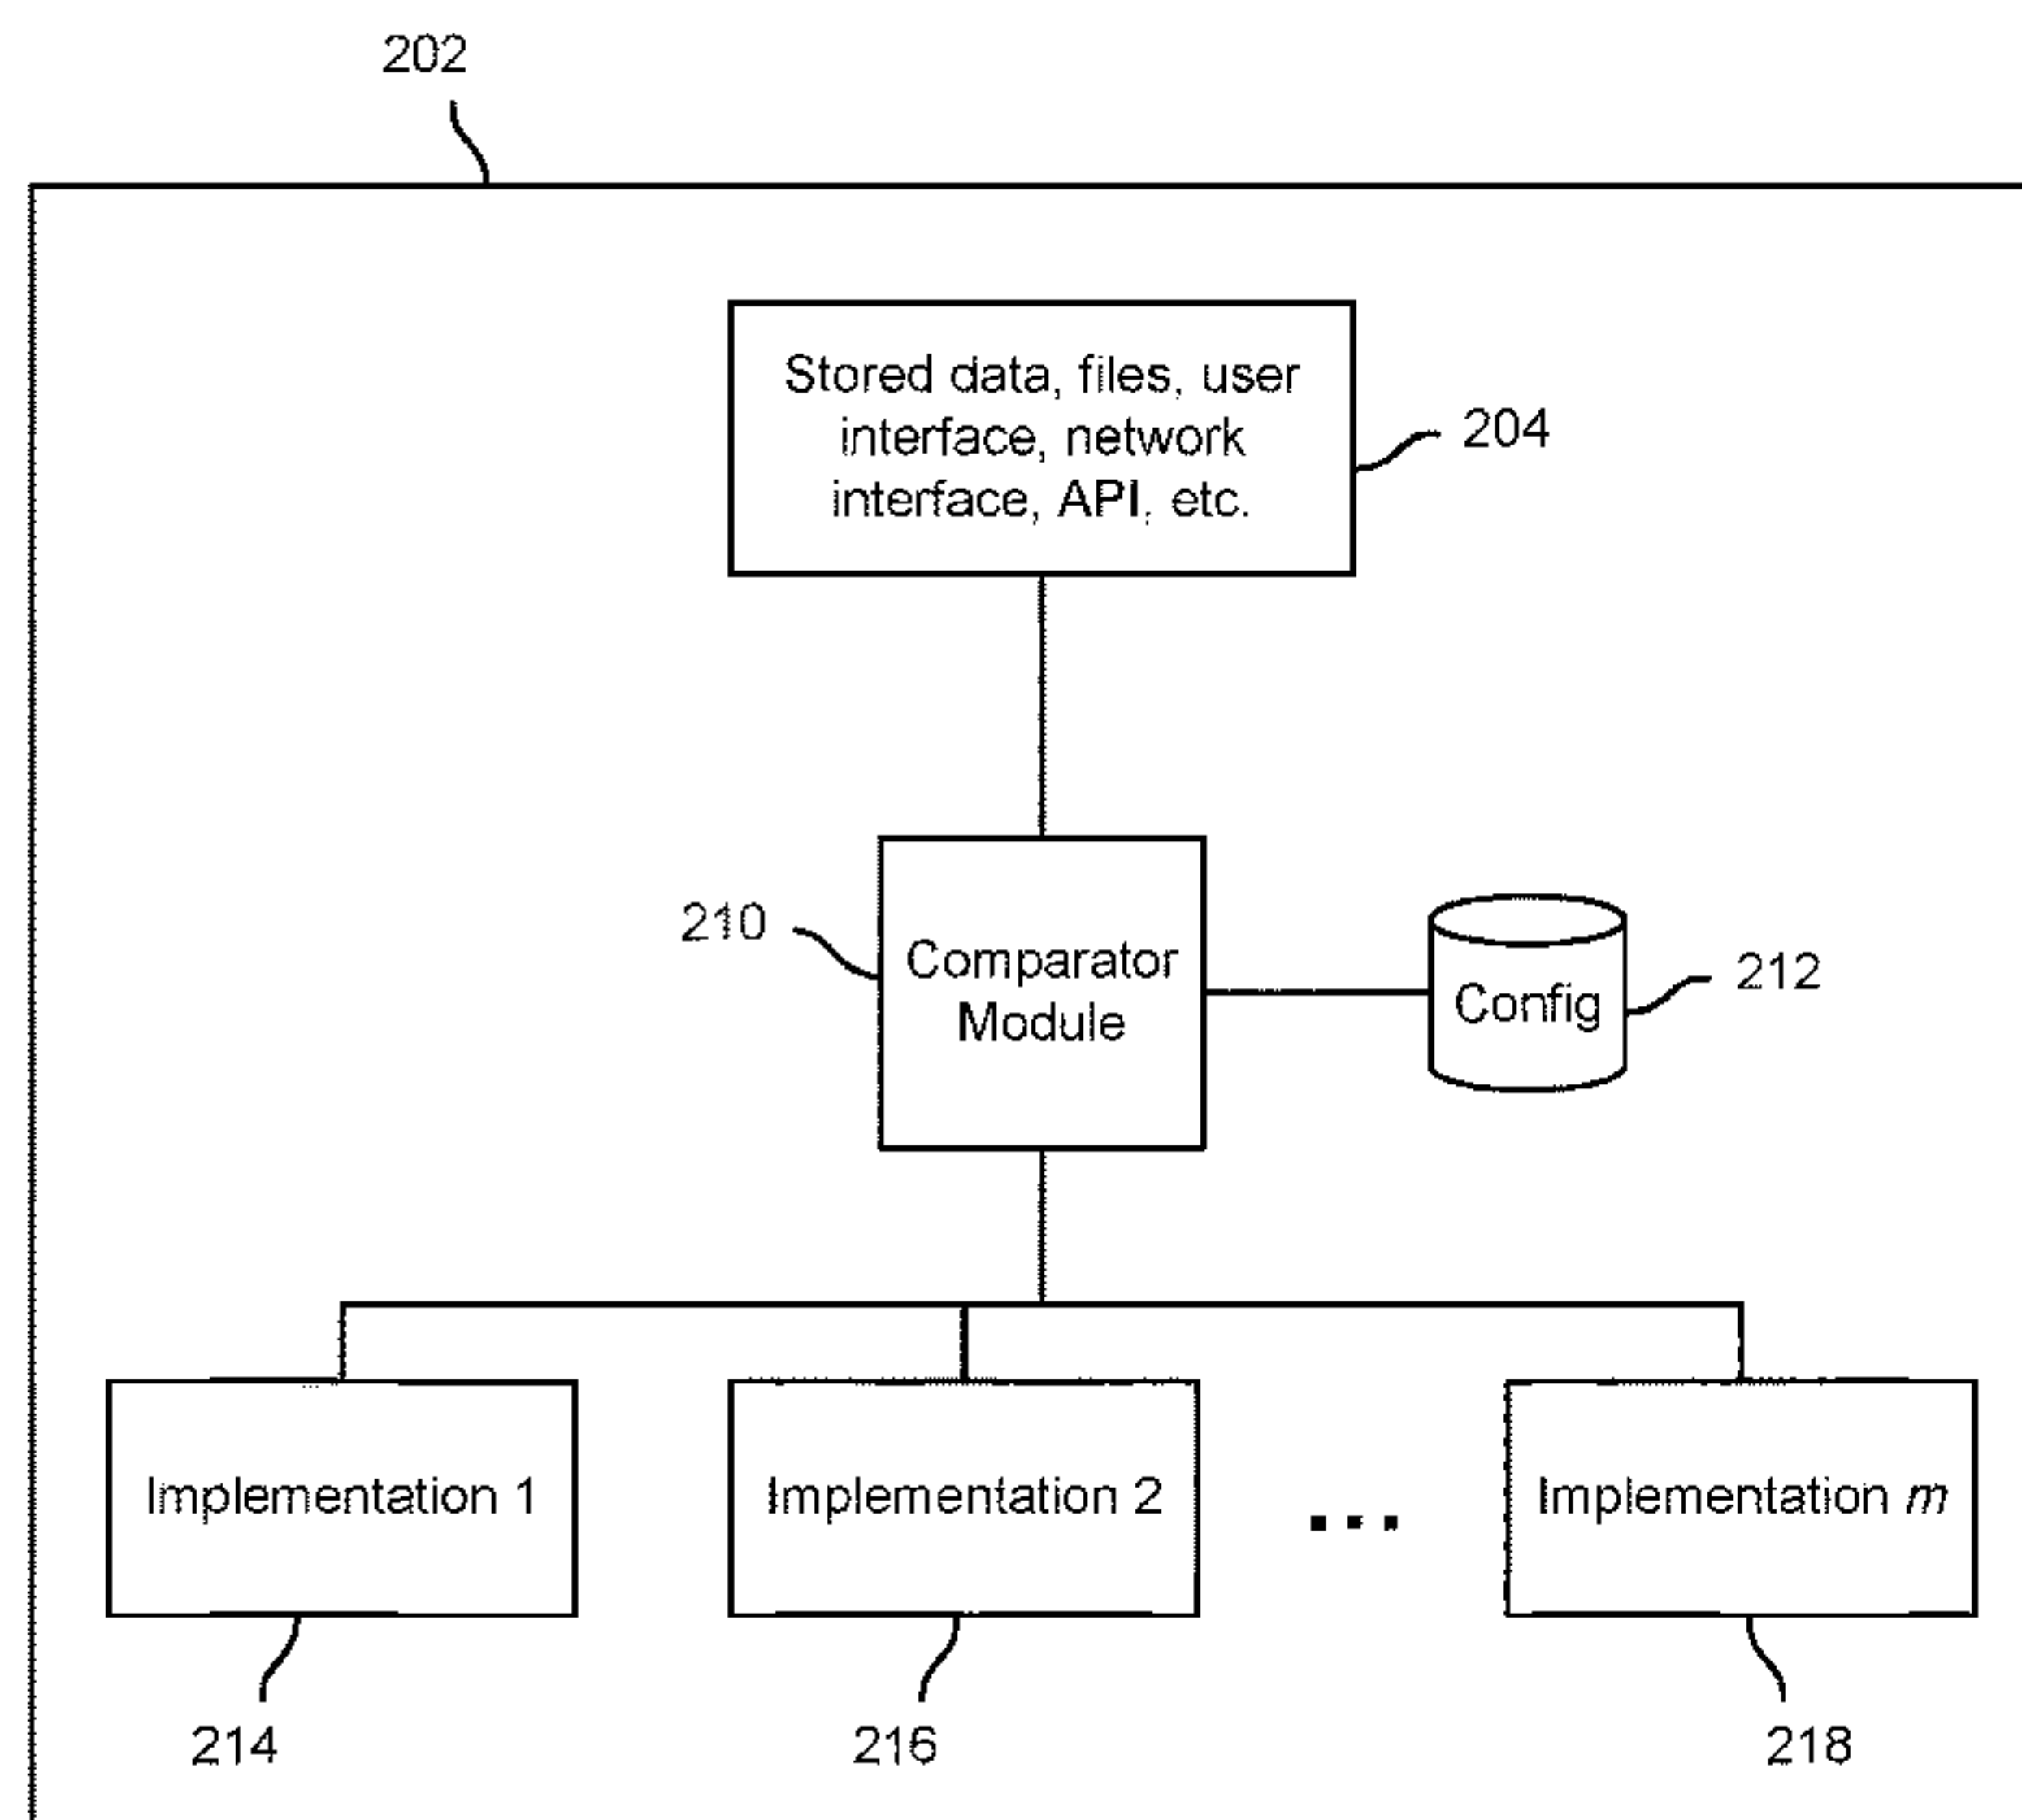 202
Stored data, files, user
interface, network
interface, API, etc.
204
210
Comparator
Module
Config
212
Implementation 1
Implementation 2
...
Implementation m
214
216
218